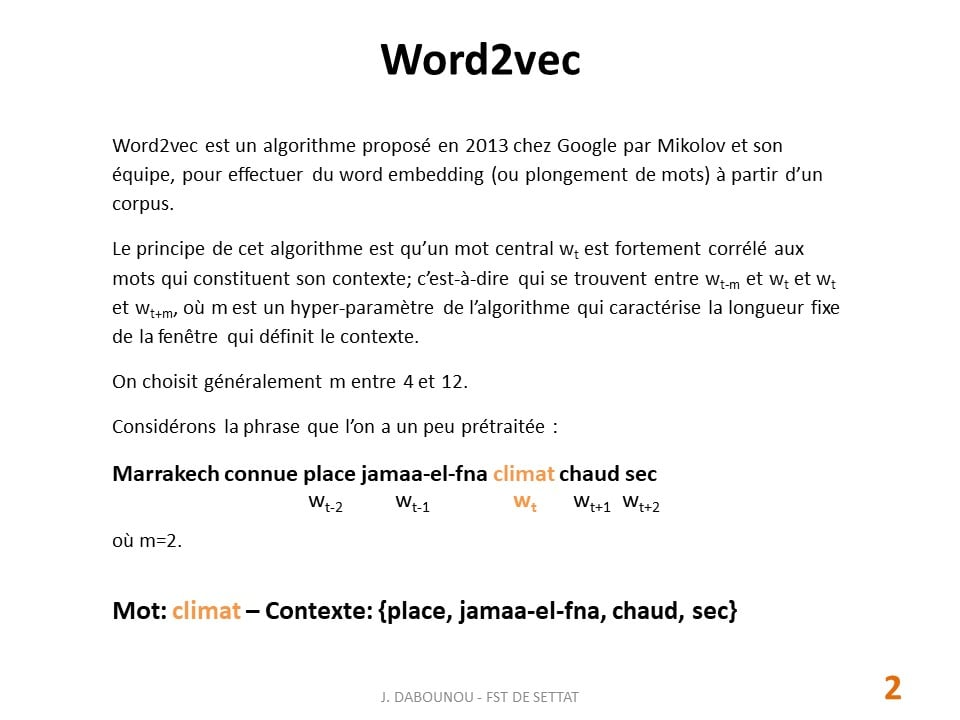 Word2vec
Word2vec est un algorithme proposé en 2013 chez Google par Mikolov et son
équipe, pour effectuer du word embedding (ou plongement de mots) à partir d’un
corpus.
Le principe de cet algorithme est qu’un mot central wt est fortement corrélé aux
mots qui constituent son contexte; c’est-à-dire qui se trouvent entre wt-m et wt et wt
et wt+m, où m est un hyper-paramètre de l’algorithme qui caractérise la longueur fixe
de la fenêtre qui définit le contexte.
On choisit généralement m entre 4 et 12.
Considérons la phrase que l’on a un peu prétraitée :
Marrakech connue place jamaa-el-fna climat chaud sec
wt-2 wt-1 wt wt+1 wt+2
où m=2.
Mot: climat – Contexte: {place, jamaa-el-fna, chaud, sec}
J. DABOUNOU - FST DE SETTAT
2